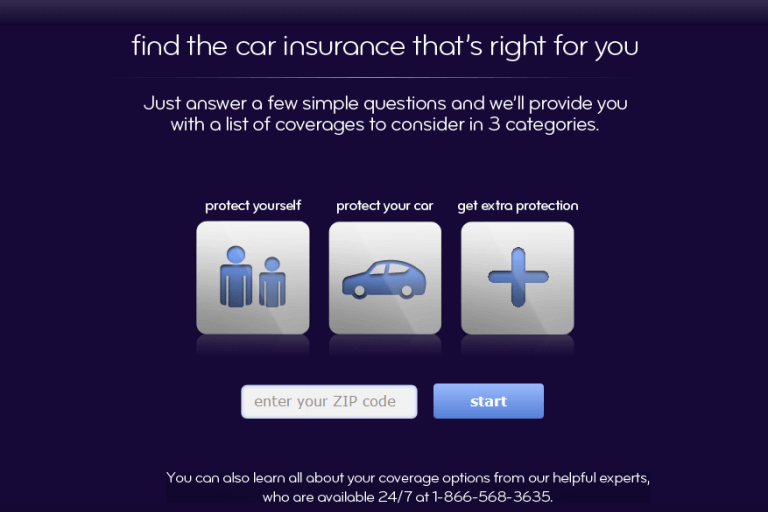 find the car insurance that's right for you
Just answer a few simple questions and we'll provide you
with a list of coverages to consider in 3 categories.
protect yourself
protect your car
get extra protection
enter your ZIP code
start
You can also learn all about your coverage options from our helpful experts,
who are available 24/7 at 1-866-568-3635.